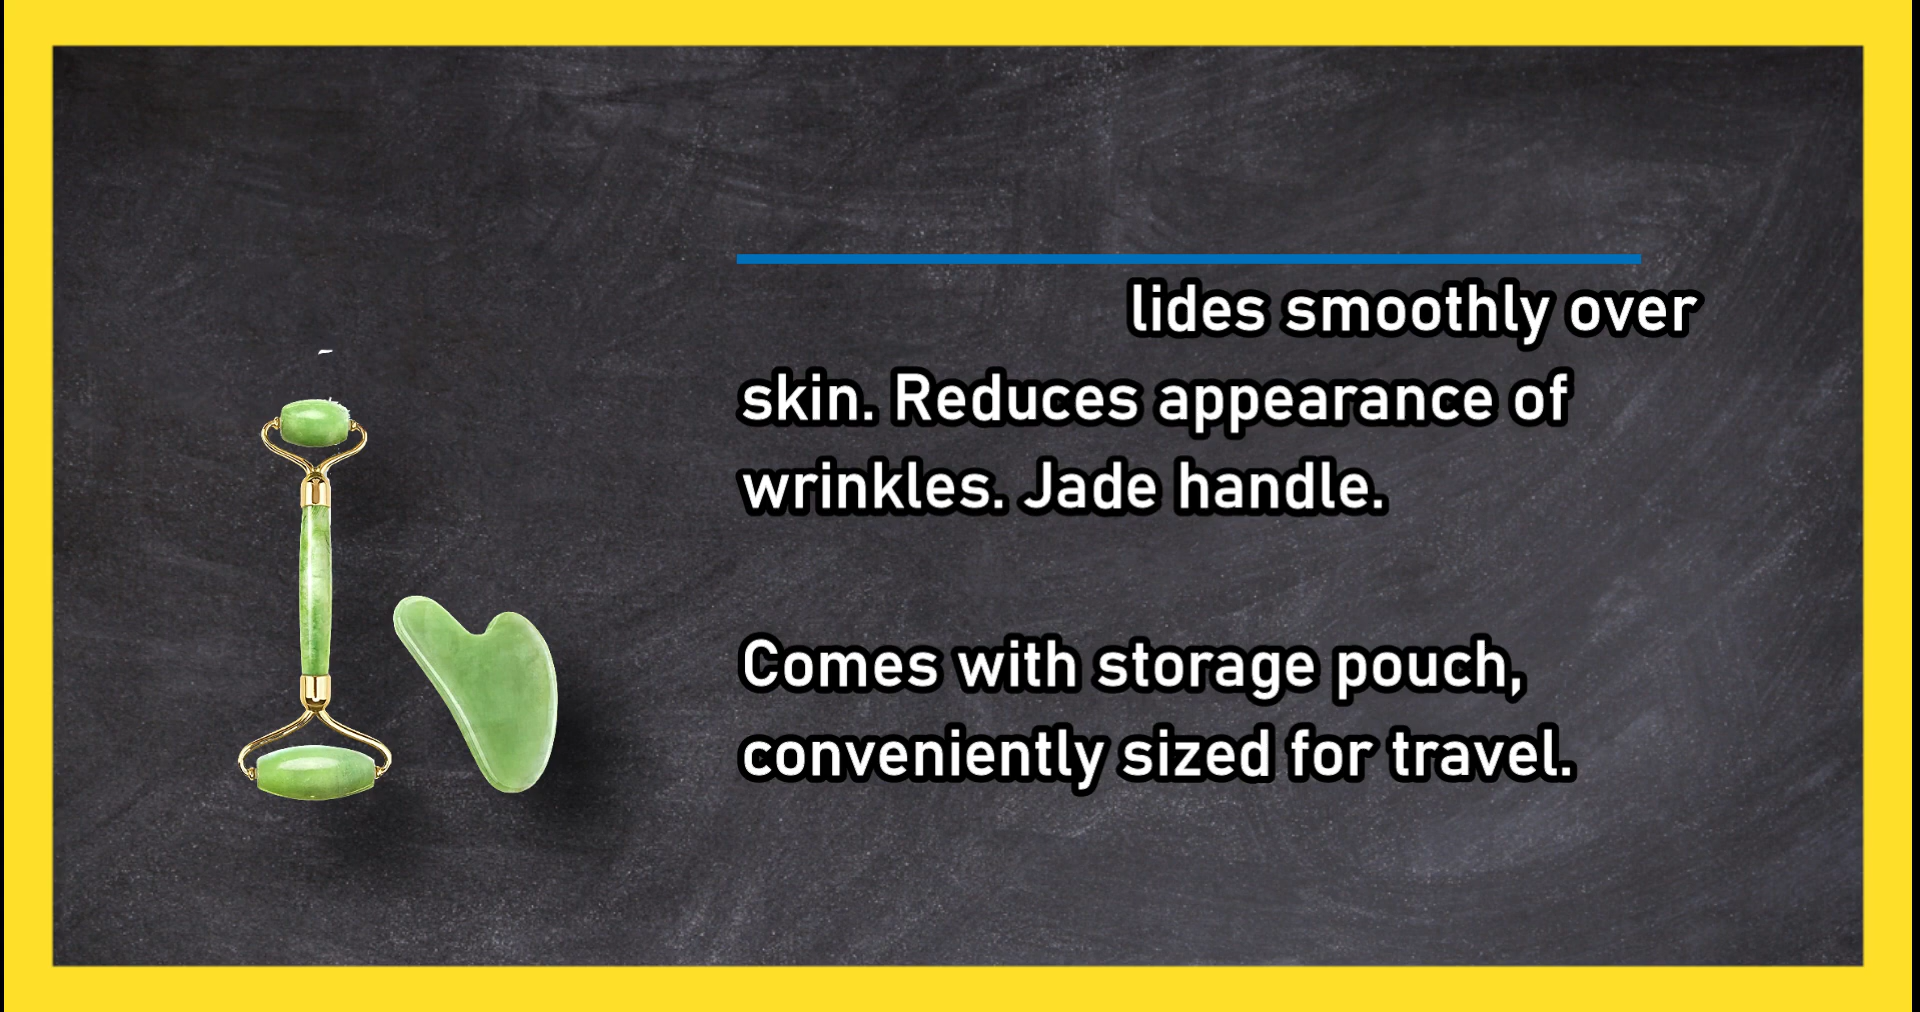 lides smoothly over
skin. Reduces appearance of
wrinkles. Jade handle.
Comes with storage pouch,
conveniently sized for travel.